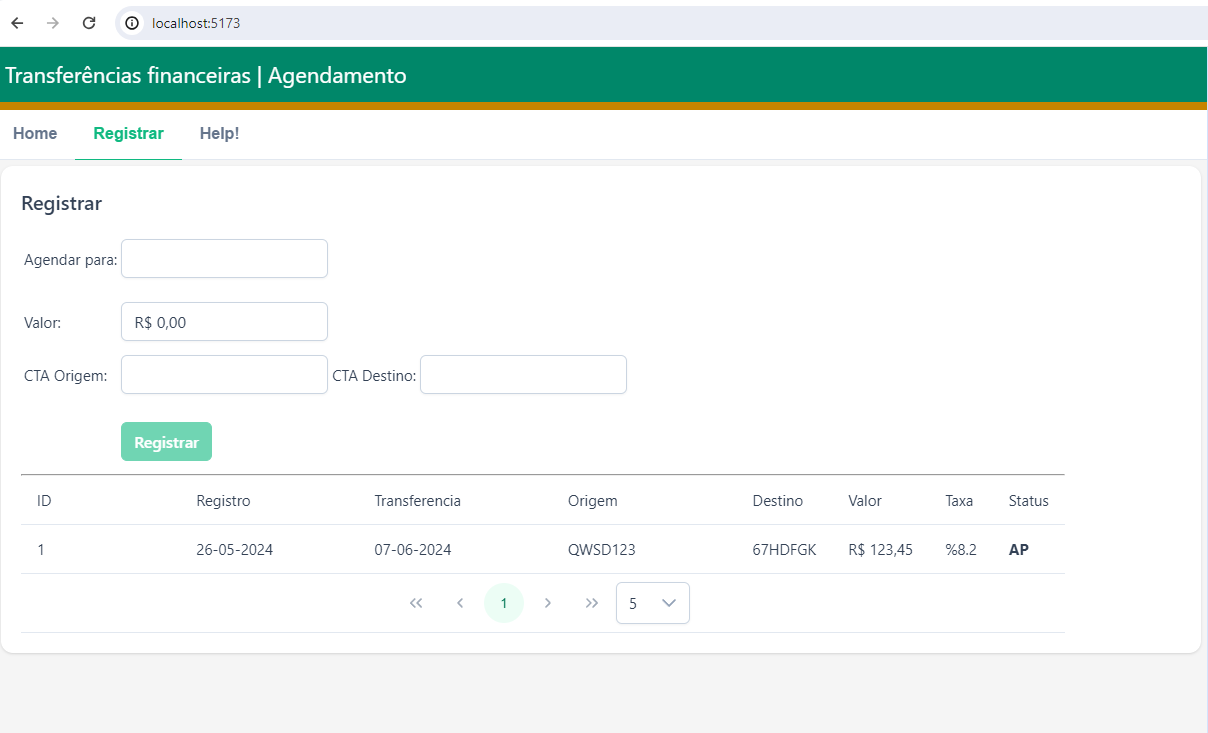 localhost:5173
Transferências financeiras | Agendamento
Home Registrar Help!
Registrar
Agendar para:
Valor: R$ 0,00
CTA Origem: CTA Destino:
Registrar
ID Registro Transferencia Origem Destino Valor Taxa Status
1 26-05-2024 07-06-2024 QWSD123 67HDFGK R$ 123,45 %8.2 AP
1 5